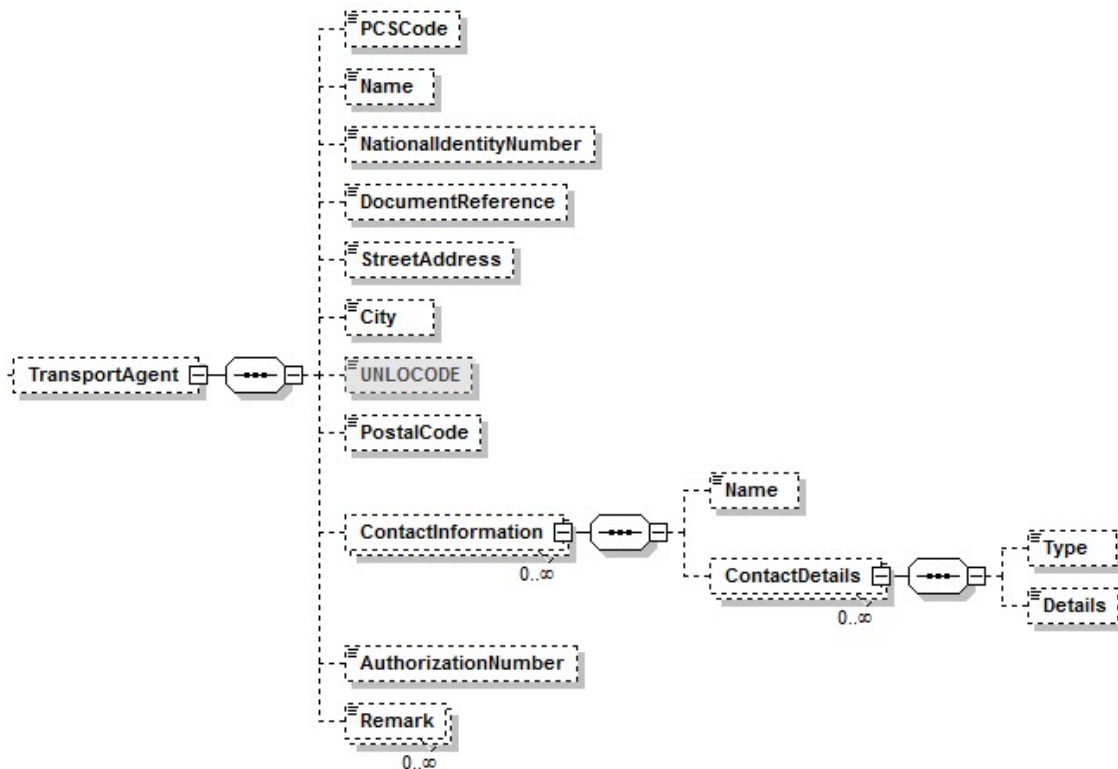 PCSCode
Name
NationalIdentityNumber
DocumentReference
StreetAddress
City
TransportAgent
UNLOCODE
PostalCode
ContactInformation
0..∞
Name
ContactDetails
0..∞
Type
Details
AuthorizationNumber
Remark
0..∞